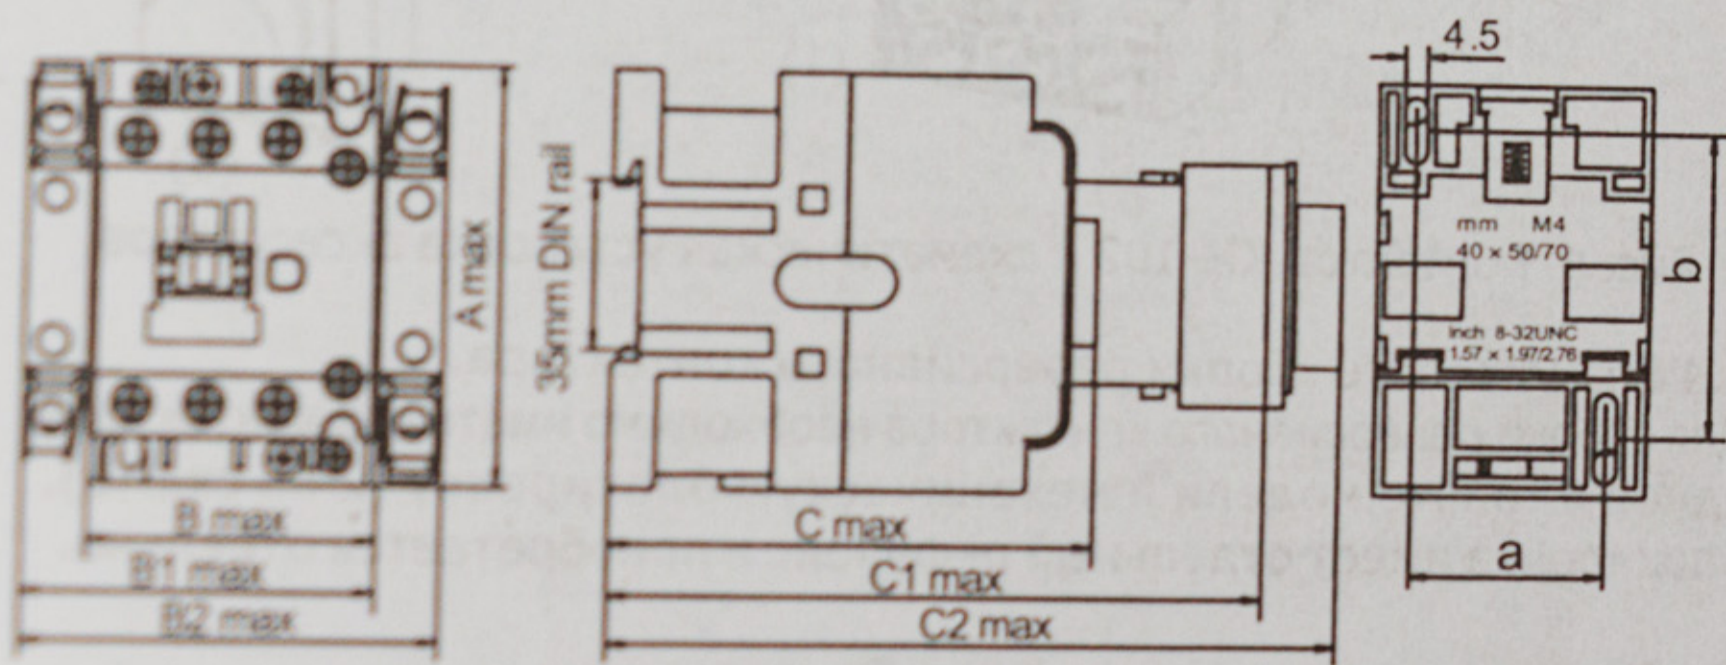 4.5
A max
35mm DIN rail
mm M4
40 x 50/70
b
Inch 8-32UNC
1.57 x 1.97/2.76
B max
C max
a
B1 max
C1 max
B2 max
C2 max